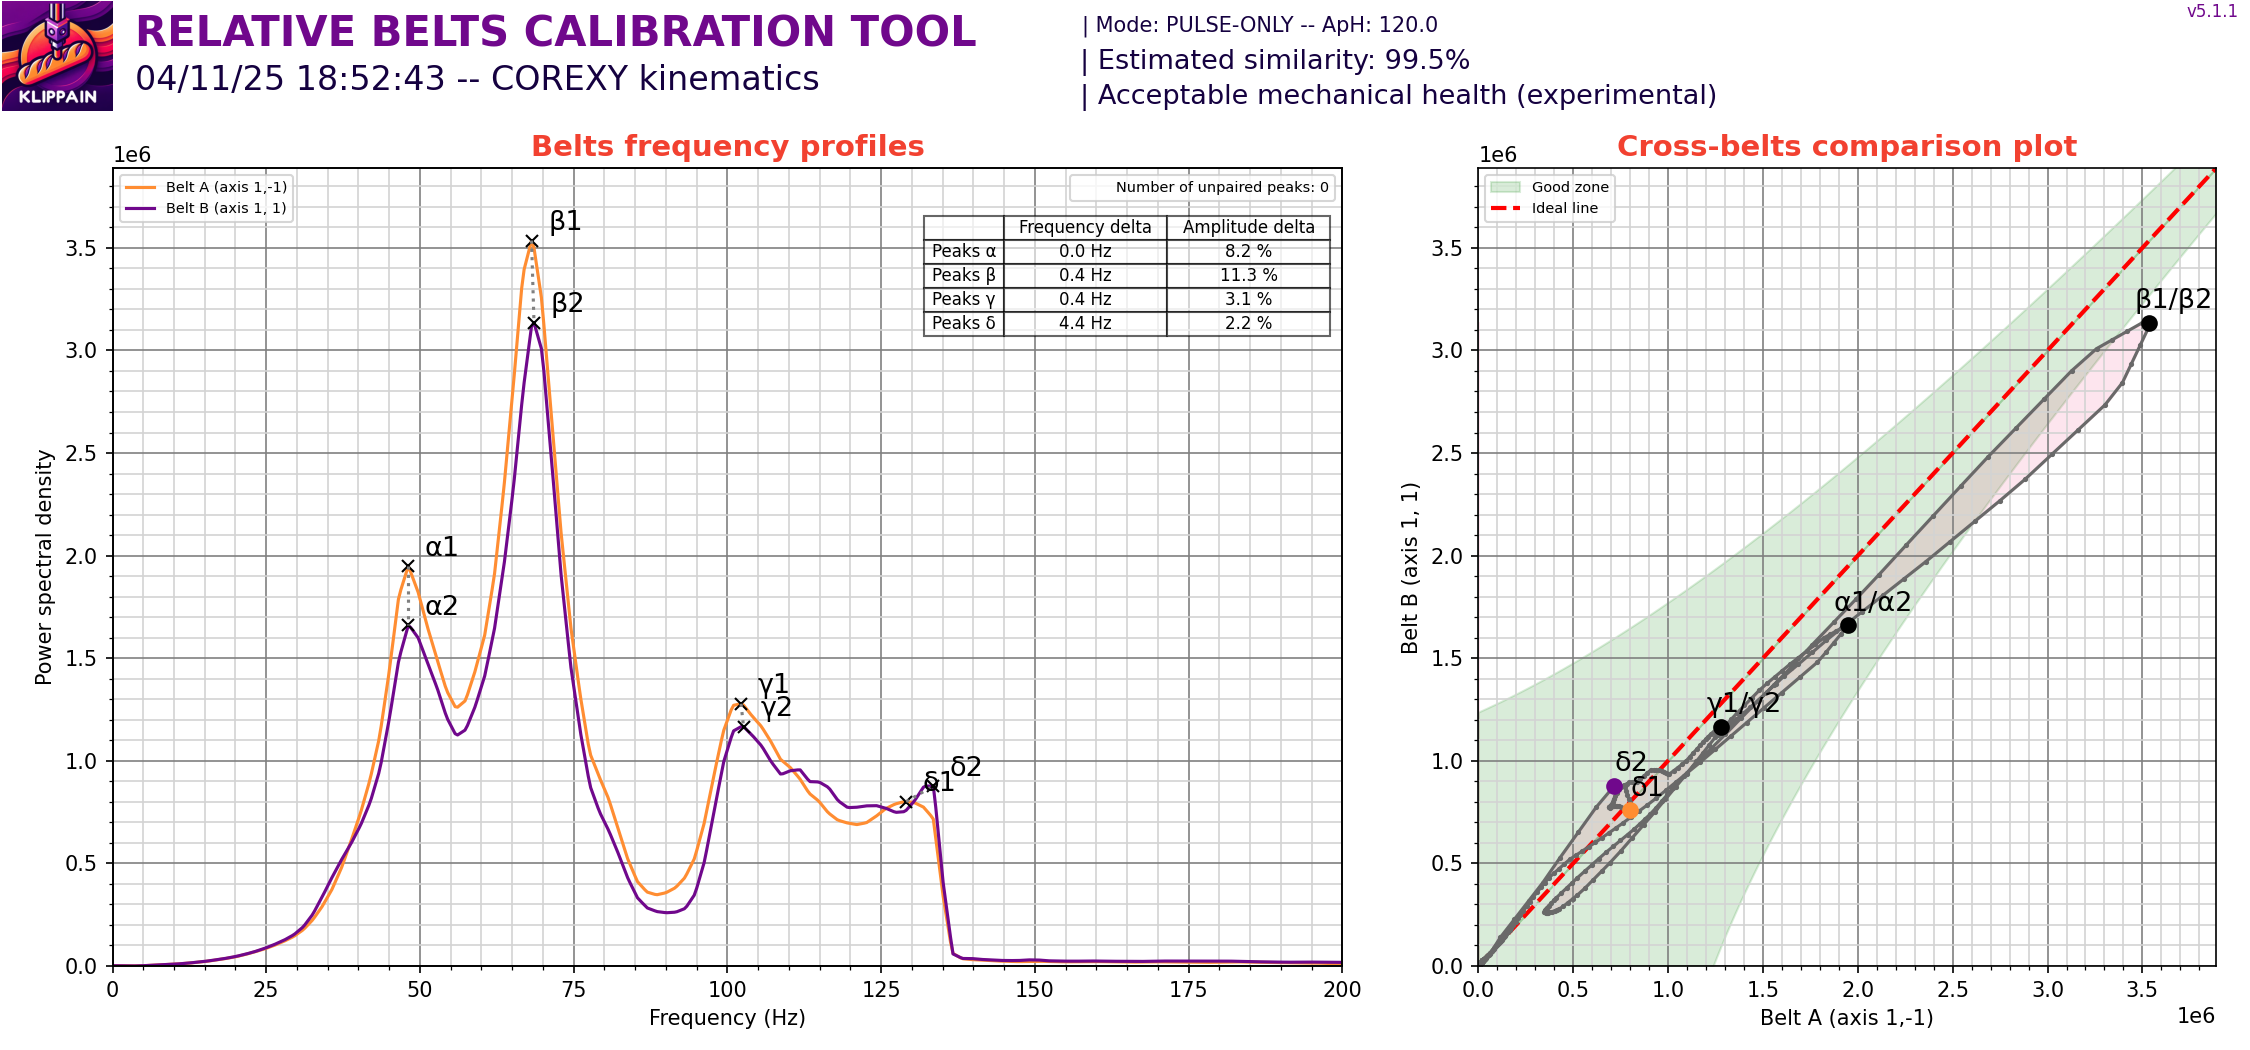 v5.1.1
KLIPPAIN
RELATIVE BELTS CALIBRATION TOOL
04/11/25 18:52:43 -- COREXY kinematics
| Mode: PULSE-ONLY -- ApH: 120.0
| Estimated similarity: 99.5%
| Acceptable mechanical health (experimental)
Belts frequency profiles
1e6
Belt A (axis 1,-1)
Belt B (axis 1, 1)
Number of unpaired peaks: 0
Frequency delta Amplitude delta
Peaks α 0.0 Hz 8.2 %
Peaks β 0.4 Hz 11.3 %
Peaks γ 0.4 Hz 3.1 %
Peaks δ 4.4 Hz 2.2 %
β1
β2
α1
α2
γ1
γ2
δ2
δ1
3.5
3.0
2.5
2.0
1.5
1.0
0.5
0.0
Power spectral density
0 25 50 75 100 125 150 175 200
Frequency (Hz)
Cross-belts comparison plot
1e6
Good zone
Ideal line
β1/β2
α1/α2
γ1/γ2
δ2
δ1
3.5
3.0
2.5
2.0
1.5
1.0
0.5
0.0
Belt B (axis 1, 1)
0.0 0.5 1.0 1.5 2.0 2.5 3.0 3.5
Belt A (axis 1,-1)
1e6